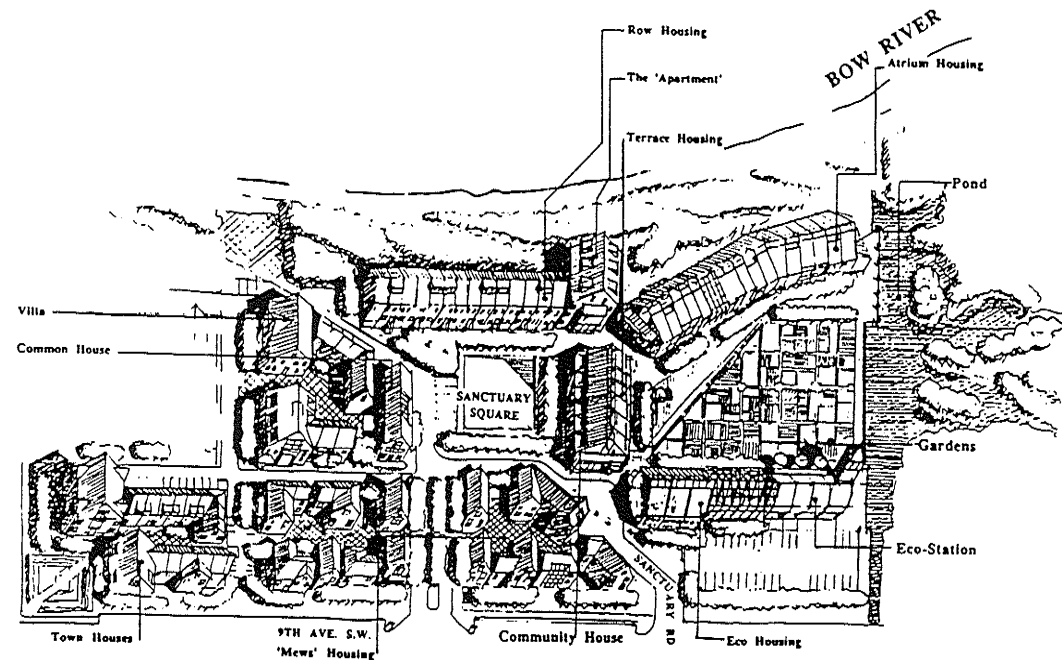 Row Housing
BOW RIVER
Atrium Housing
The 'Apartment'
Terrace Housing
Pond
Villa
Common House
SANCTUARY
SQUARE
Gardens
Eco-Station
SANCTUARY RD
Town Houses
9TH AVE. S.W.
'Mews' Housing
Community House
Eco Housing